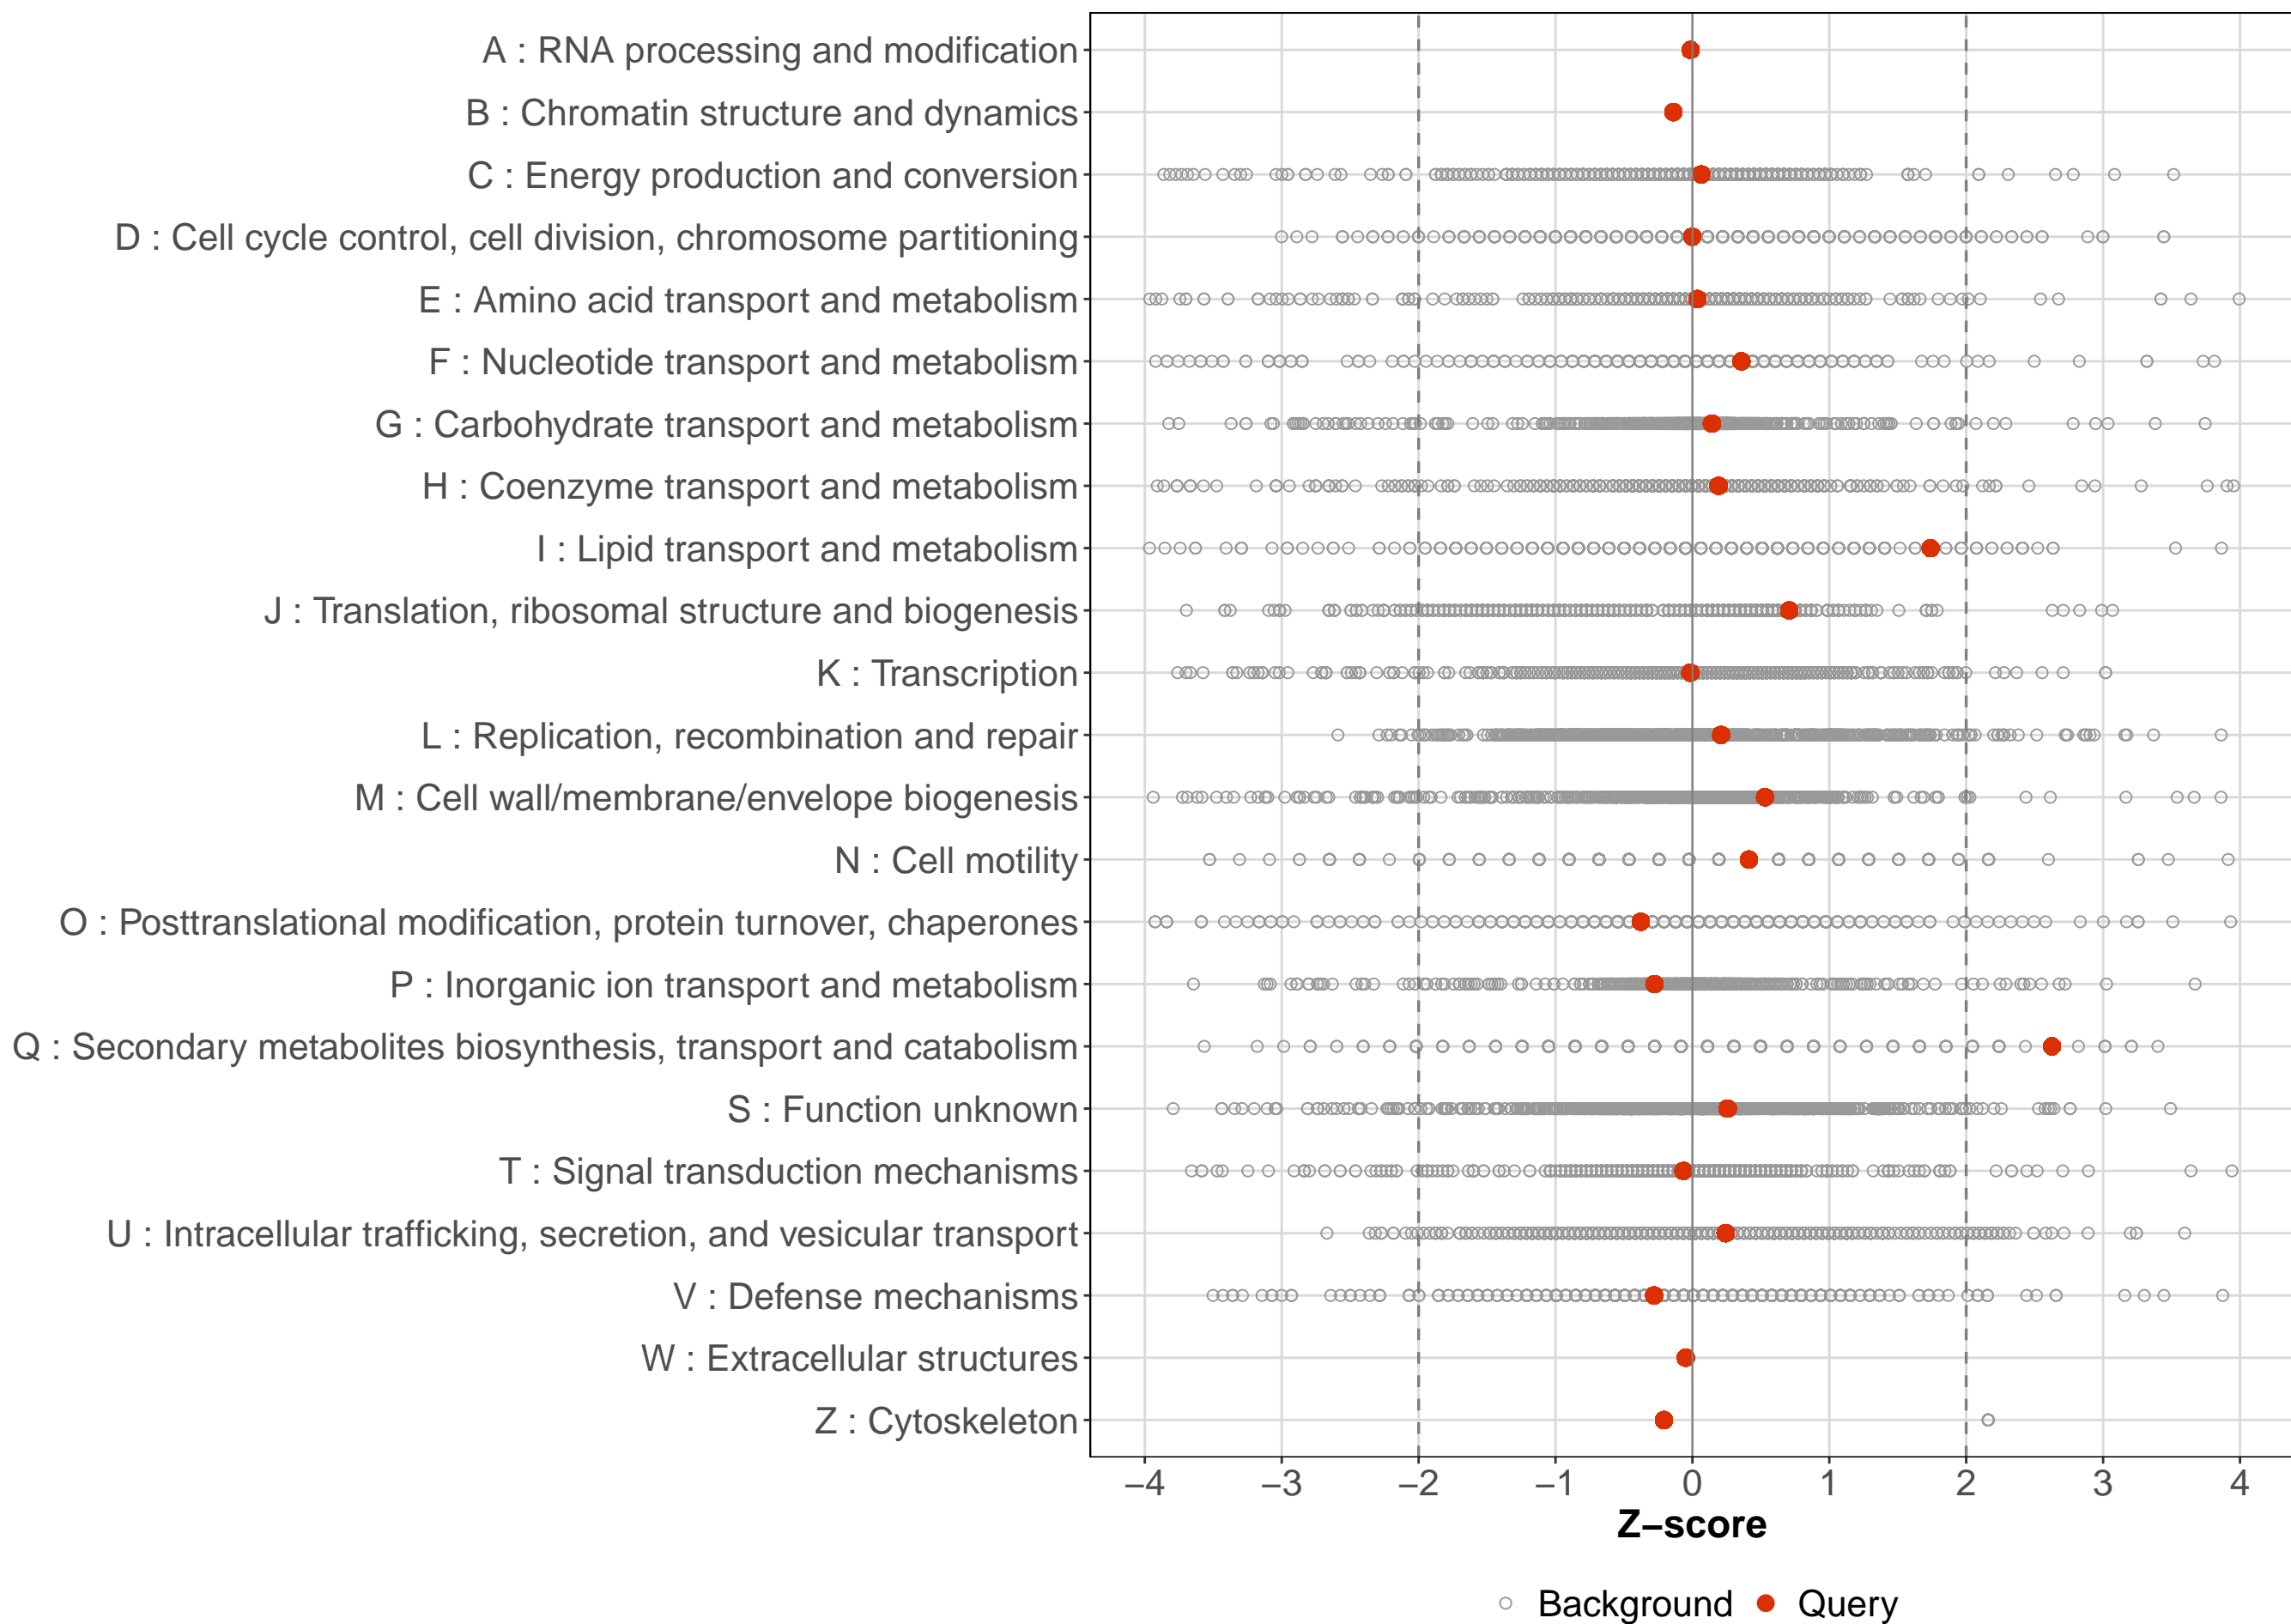 A : RNA processing and modification
B : Chromatin structure and dynamics
C : Energy production and conversion
D : Cell cycle control, cell division, chromosome partitioning
E : Amino acid transport and metabolism
F : Nucleotide transport and metabolism
G : Carbohydrate transport and metabolism
H : Coenzyme transport and metabolism
I : Lipid transport and metabolism
J : Translation, ribosomal structure and biogenesis
K : Transcription
L : Replication, recombination and repair
M : Cell wall/membrane/envelope biogenesis
N : Cell motility
O : Posttranslational modification, protein turnover, chaperones
P : Inorganic ion transport and metabolism
Q : Secondary metabolites biosynthesis, transport and catabolism
S : Function unknown
T : Signal transduction mechanisms
U : Intracellular trafficking, secretion, and vesicular transport
V : Defense mechanisms
W : Extracellular structures
Z : Cytoskeleton
−4 −3 −2 −1 0 1 2 3 4
Z−score
Background Query